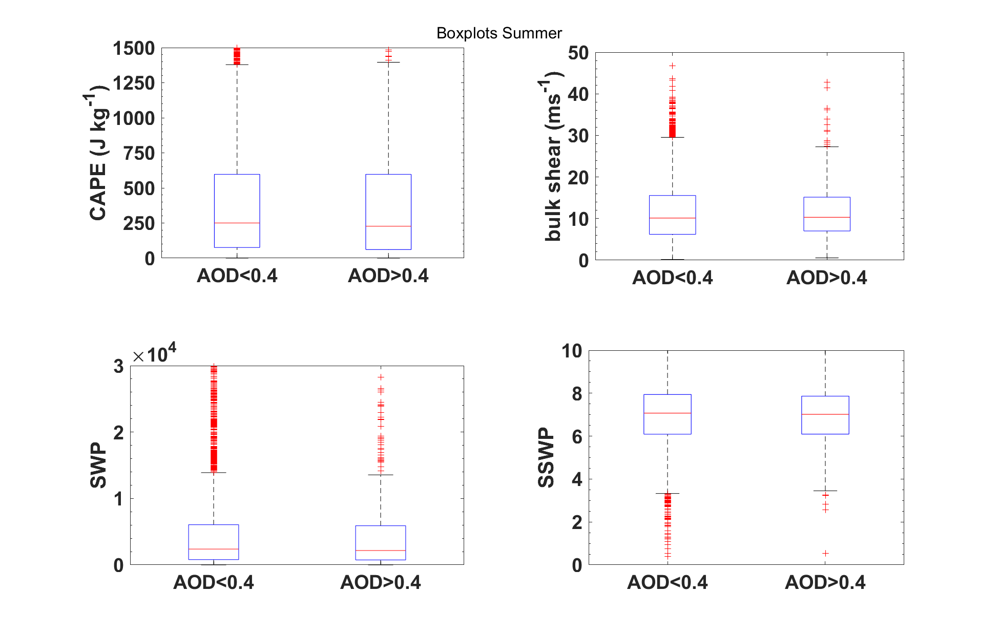 Boxplots Summer
CAPE (J kg-1)
1500
1250
1000
750
500
250
0
AOD<0.4 AOD>0.4
bulk shear (ms-1)
50
40
30
20
10
0
AOD<0.4 AOD>0.4
SWP
×10^4
3
2
1
0
AOD<0.4 AOD>0.4
SSWP
10
8
6
4
2
0
AOD<0.4 AOD>0.4